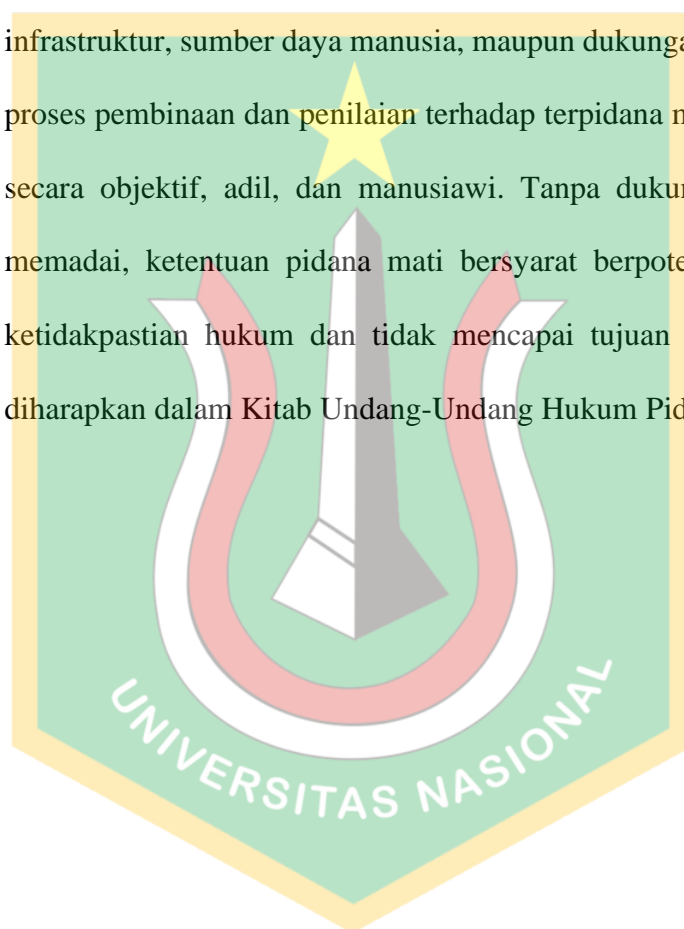 infrastruktur, sumber daya manusia, maupun dukunga
proses pembinaan dan penilaian terhadap terpidana
secara objektif, adil, dan manusiawi. Tanpa duku
memadai, ketentuan pidana mati bersyarat berpote
ketidakpastian hukum dan tidak mencapai tujuan
diharapkan dalam Kitab Undang-Undang Hukum Pid
UNIVERSITAS NASIONAL